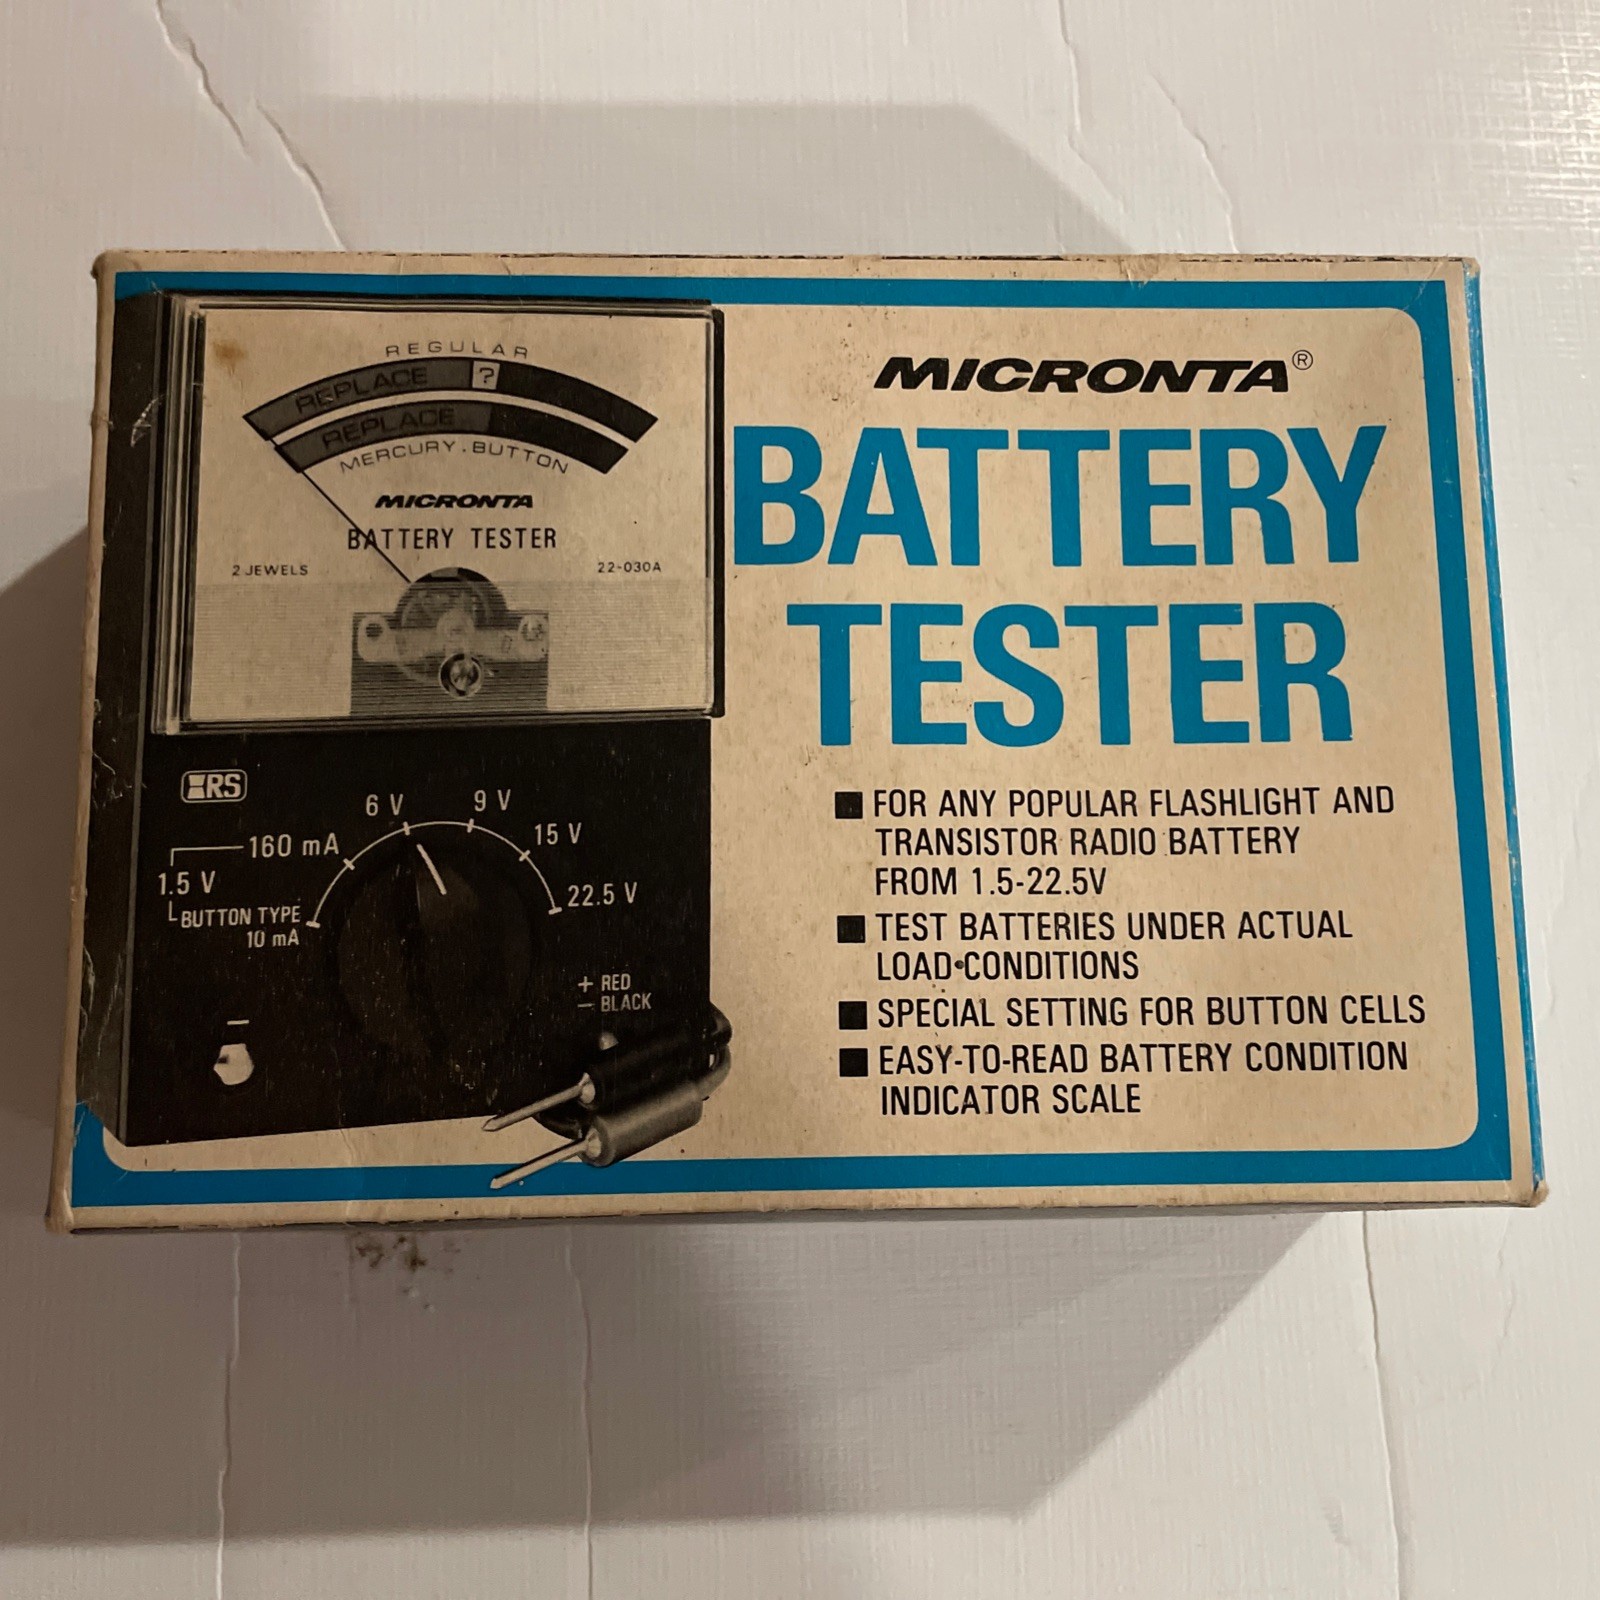 REGULAR
REPLACE ?
REPLACE
MERCURY.BUTTON
MICRONTA
BATTERY TESTER
2 JEWELS 22-030A
RS
6 V 9 V
160 mA 15 V
1.5 V 22.5 V
BUTTON TYPE
10 mA
+ RED
− BLACK
−
MICRONTA®
BATTERY
TESTER
■ FOR ANY POPULAR FLASHLIGHT AND
TRANSISTOR RADIO BATTERY
FROM 1.5-22.5V
■ TEST BATTERIES UNDER ACTUAL
LOAD CONDITIONS
■ SPECIAL SETTING FOR BUTTON CELLS
■ EASY-TO-READ BATTERY CONDITION
INDICATOR SCALE